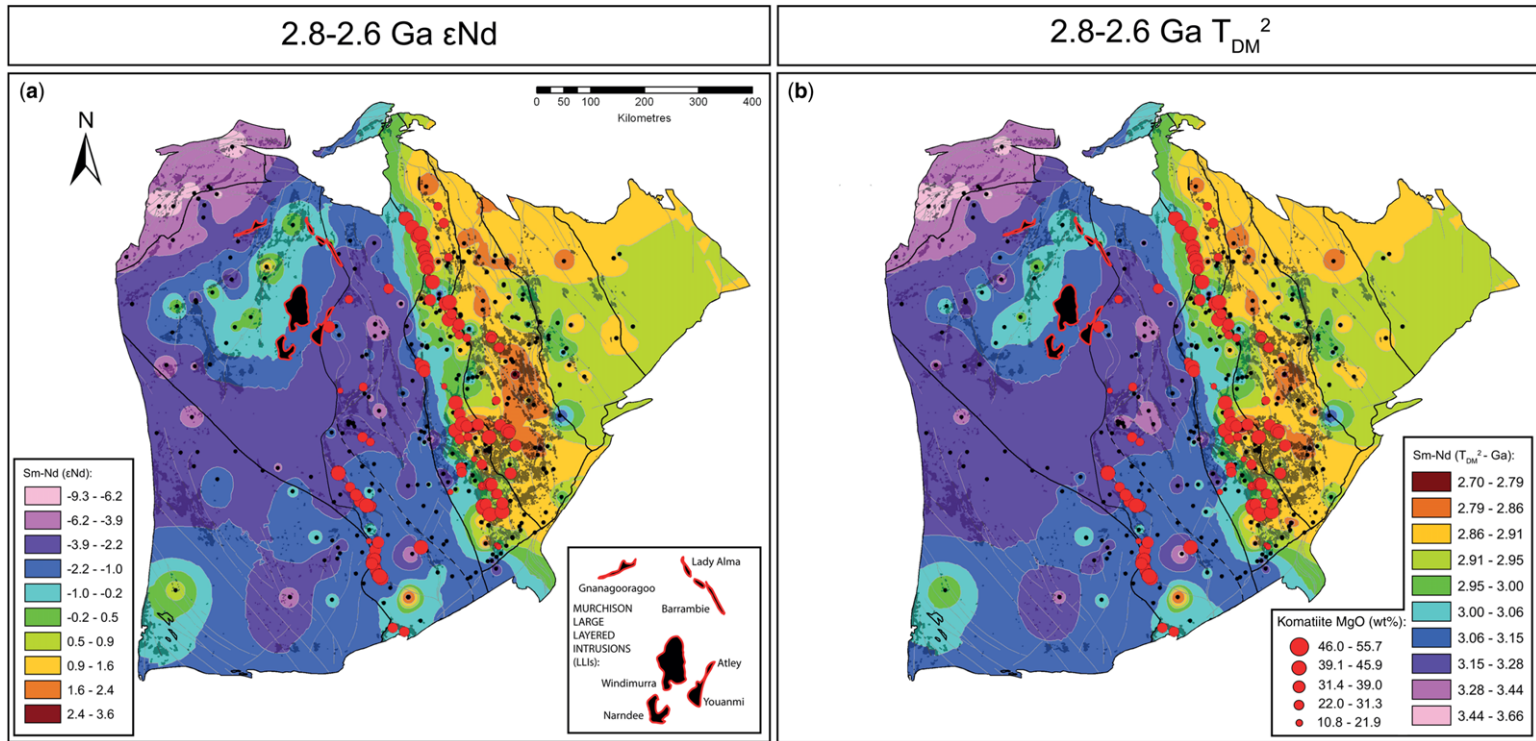 2.8-2.6 Ga εNd
2.8-2.6 Ga T_DM²
(a)
N
0 50 100 200 300 400
Kilometres
Sm-Nd (εNd):
-9.3 - -6.2
-6.2 - -3.9
-3.9 - -2.2
-2.2 - -1.0
-1.0 - -0.2
-0.2 - 0.5
0.5 - 0.9
0.9 - 1.6
1.6 - 2.4
2.4 - 3.6
Gnanagooragoo
Lady Alma
Barrambie
MURCHISON
LARGE
LAYERED
INTRUSIONS
(LLIs):
Windimurra
Atley
Youanmi
Narndee
(b)
Komatiite MgO (wt%):
46.0 - 55.7
39.1 - 45.9
31.4 - 39.0
22.0 - 31.3
10.8 - 21.9
Sm-Nd (T_DM² - Ga):
2.70 - 2.79
2.79 - 2.86
2.86 - 2.91
2.91 - 2.95
2.95 - 3.00
3.00 - 3.06
3.06 - 3.15
3.15 - 3.28
3.28 - 3.44
3.44 - 3.66